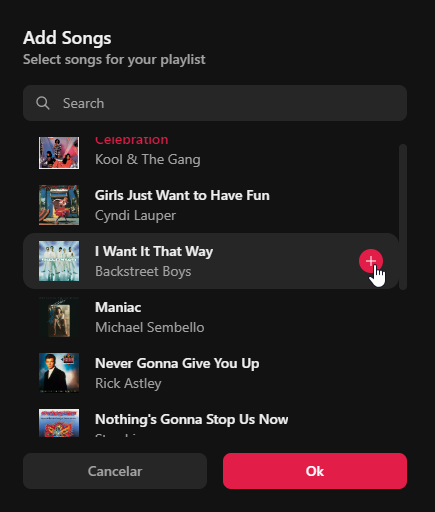 Add Songs
Select songs for your playlist
Search
Celebration
Kool & The Gang
Girls Just Want to Have Fun
Cyndi Lauper
I Want It That Way
Backstreet Boys
Maniac
Michael Sembello
Never Gonna Give You Up
Rick Astley
Nothing's Gonna Stop Us Now
Cancelar
Ok